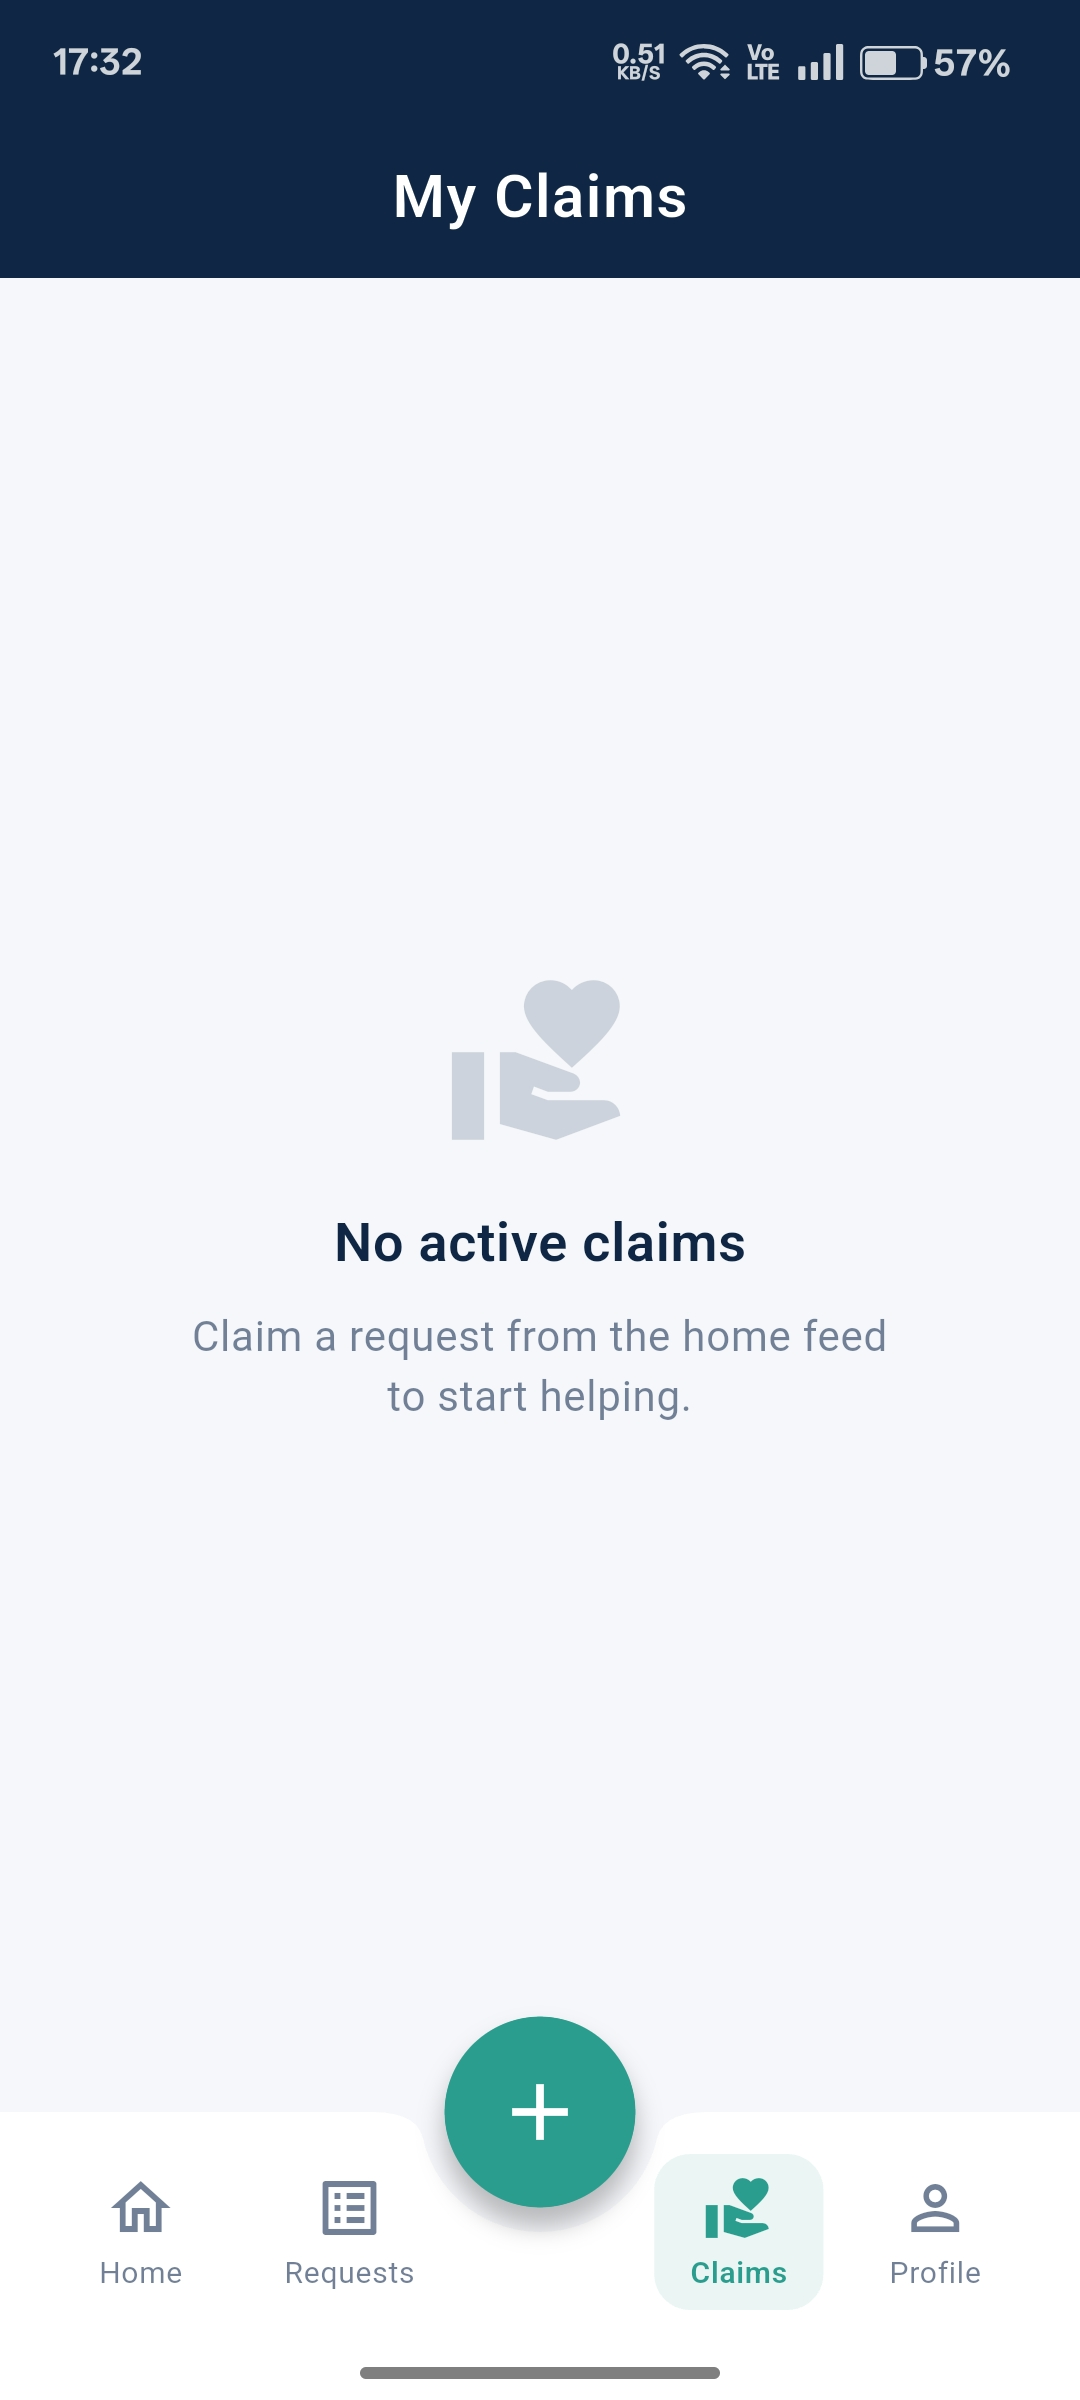 17:32
0.51
KB/S
Vo
LTE
57%
My Claims
No active claims
Claim a request from the home feed
to start helping.
Home
Requests
Claims
Profile